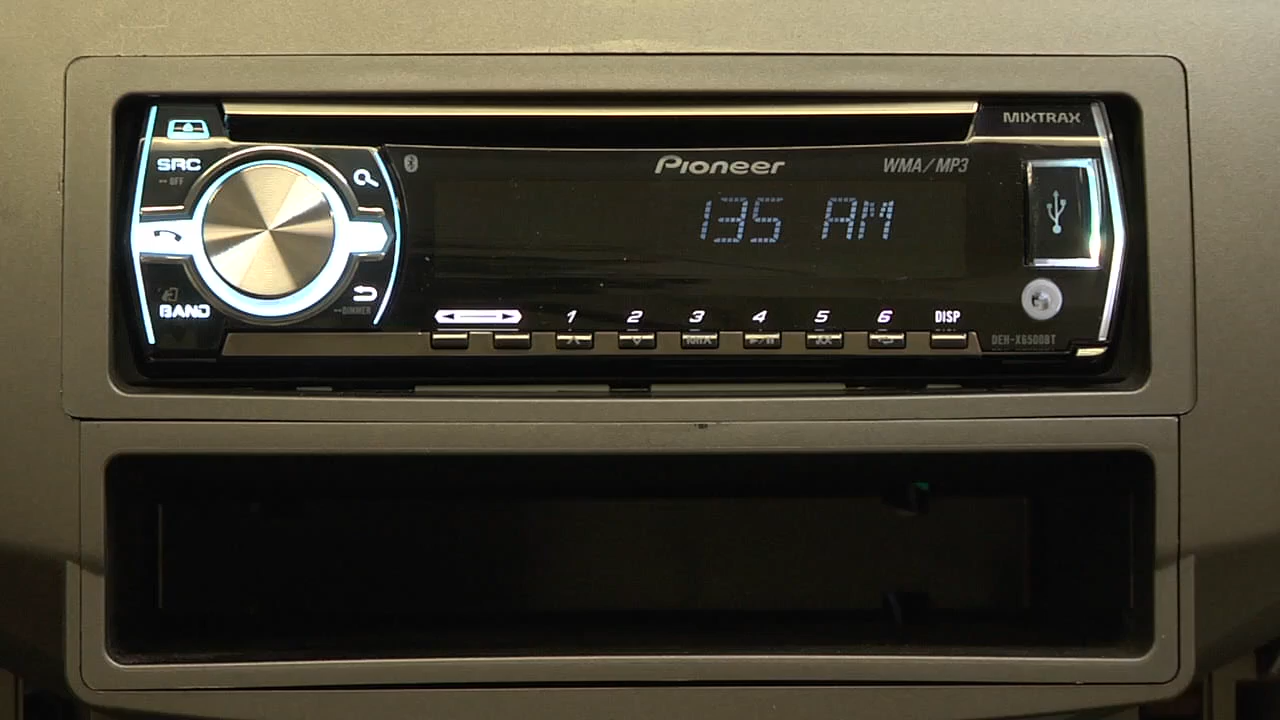 MIXTRAX
SRC
OFF
Pioneer
WMA/MP3
135 AM
BAND
DIMMER
1 2 3 4 5 6 DISP
DEH-X6500BT